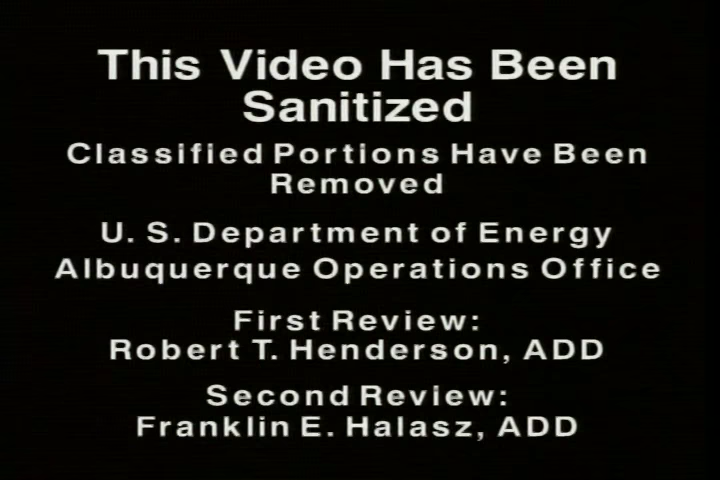 This Video Has Been
Sanitized
Classified Portions Have Been
Removed
U. S. Department of Energy
Albuquerque Operations Office
First Review:
Robert T. Henderson, ADD
Second Review:
Franklin E. Halasz, ADD